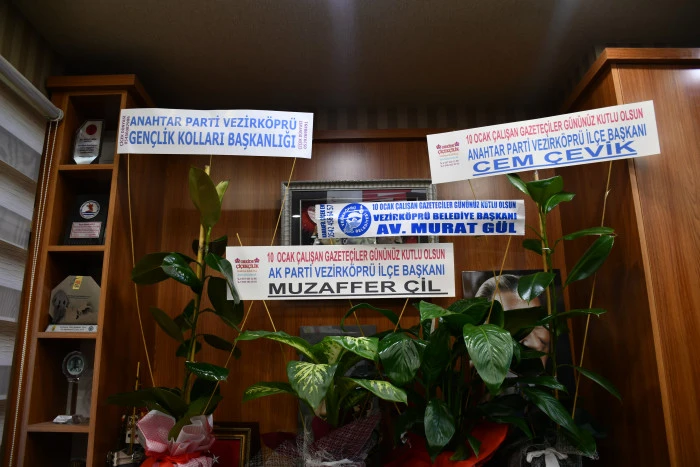 ANAHTAR PARTİ VEZİRKÖPRÜ
GENÇLİK KOLLARI BAŞKANLIĞI
10 OCAK ÇALIŞAN GAZETECİLER GÜNÜNÜZ KUTLU OLSUN
ANAHTAR PARTİ VEZİRKÖPRÜ İLÇE BAŞKANI
CEM ÇEVİK
10 OCAK ÇALIŞAN GAZETECİLER GÜNÜNÜZ KUTLU OLSUN
VEZİRKÖPRÜ BELEDİYE BAŞKANI
AV. MURAT GÜL
10 OCAK ÇALIŞAN GAZETECİLER GÜNÜNÜZ KUTLU OLSUN
AK PARTİ VEZİRKÖPRÜ İLÇE BAŞKANI
MUZAFFER ÇİL